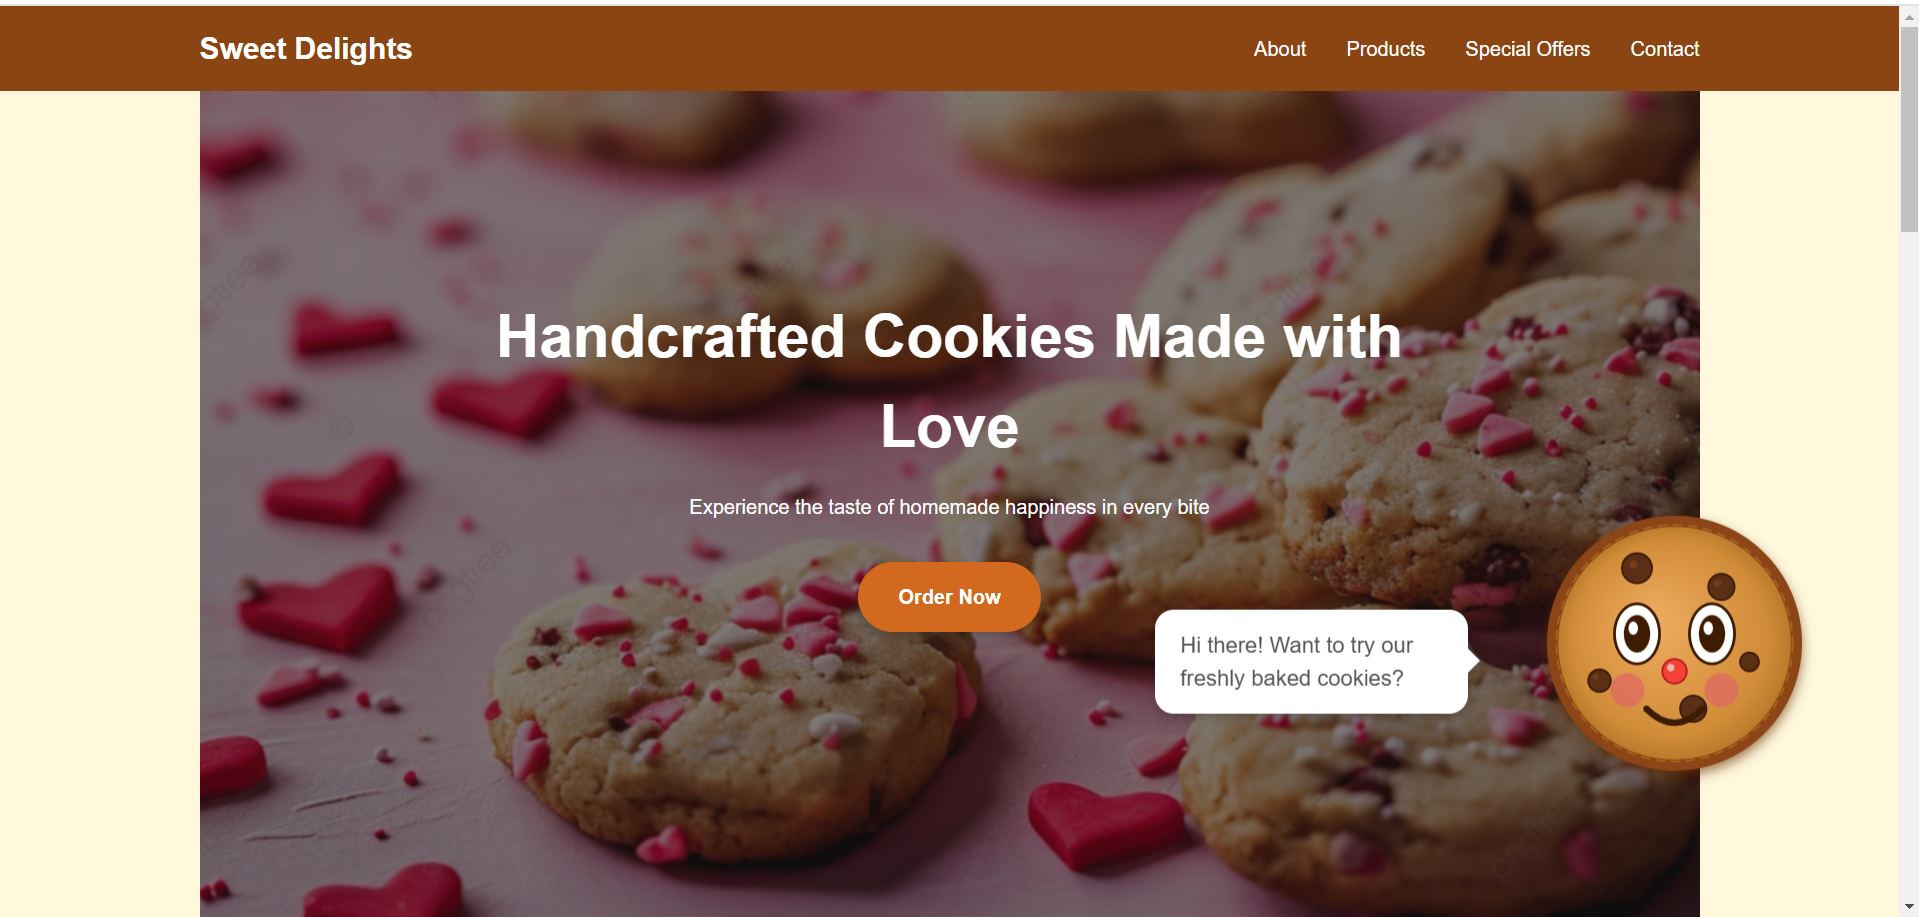 Sweet Delights
About Products Special Offers Contact
Handcrafted Cookies Made with
Love
Experience the taste of homemade happiness in every bite
Order Now
Hi there! Want to try our
freshly baked cookies?
pngtree